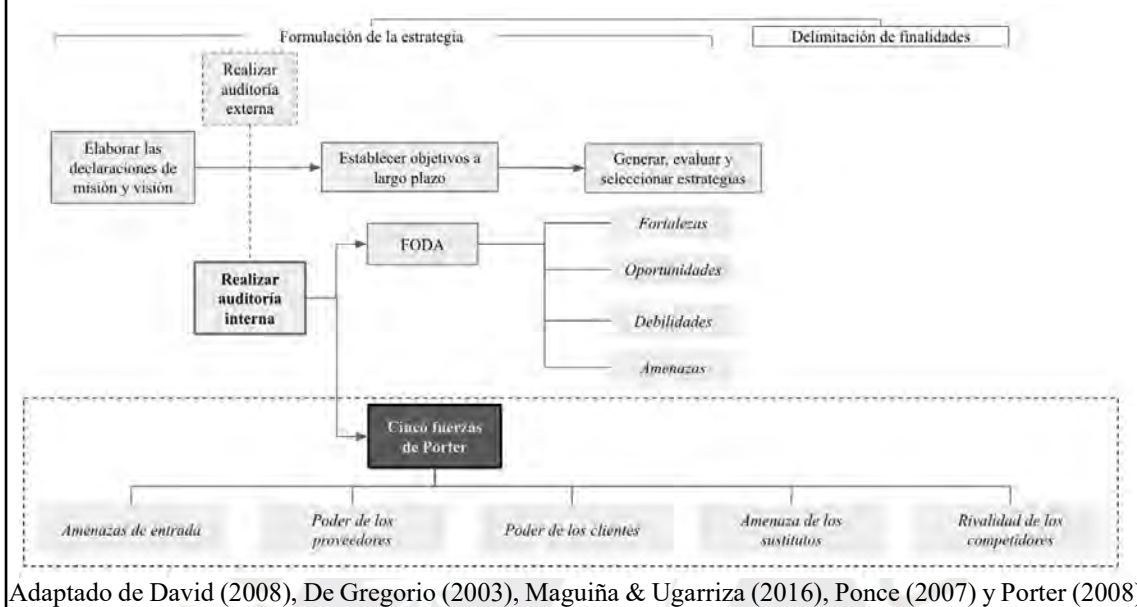 Formulación de la estrategia
Delimitación de finalidades
Realizar
auditoría
externa
Elaborar las
declaraciones de
misión y visión
Establecer objetivos a
largo plazo
Generar, evaluar y
seleccionar estrategias
FODA
Fortalezas
Oportunidades
Debilidades
Amenazas
Realizar
auditoría
interna
Cinco fuerzas
de Porter
Amenazas de entrada
Poder de los
proveedores
Poder de los clientes
Amenaza de los
sustitutos
Rivalidad de los
competidores
Adaptado de David (2008), De Gregorio (2003), Maguiña & Ugarriza (2016), Ponce (2007) y Porter (2008)